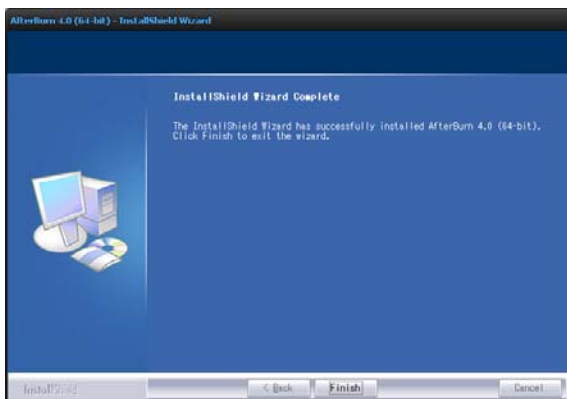 AfterBurn 4.0 (64-bit) - InstallShield Wizard
InstallShield Wizard Complete
The InstallShield Wizard has successfully installed AfterBurn 4.0 (64-bit).
Click Finish to exit the wizard.
InstallShield
< Back
Finish
Cancel